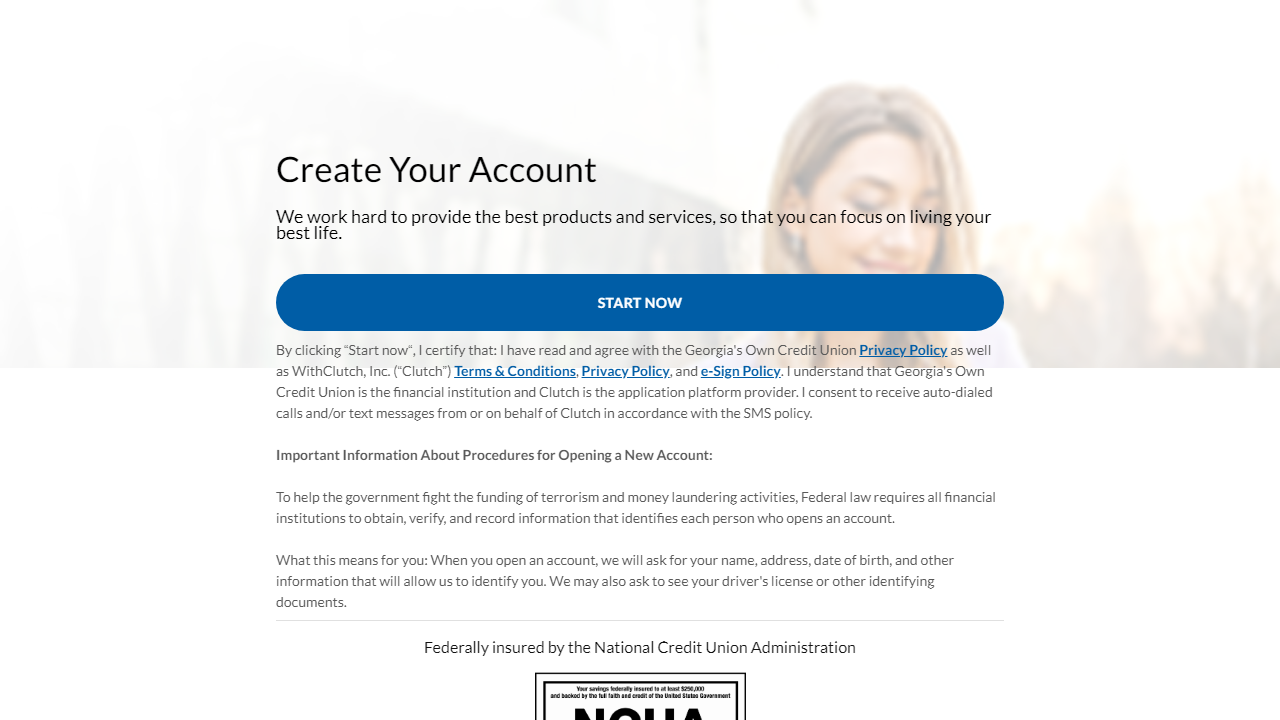 Create Your Account
We work hard to provide the best products and services, so that you can focus on living your
best life.
START NOW
By clicking “Start now“, I certify that: I have read and agree with the Georgia's Own Credit Union Privacy Policy as well
as WithClutch, Inc. (“Clutch”) Terms & Conditions, Privacy Policy, and e-Sign Policy. I understand that Georgia's Own
Credit Union is the financial institution and Clutch is the application platform provider. I consent to receive auto-dialed
calls and/or text messages from or on behalf of Clutch in accordance with the SMS policy.
Important Information About Procedures for Opening a New Account:
To help the government fight the funding of terrorism and money laundering activities, Federal law requires all financial
institutions to obtain, verify, and record information that identifies each person who opens an account.
What this means for you: When you open an account, we will ask for your name, address, date of birth, and other
information that will allow us to identify you. We may also ask to see your driver's license or other identifying
documents.
Federally insured by the National Credit Union Administration
Your savings federally insured to at least $250,000
and backed by the full faith and credit of the United States Government
NCUA